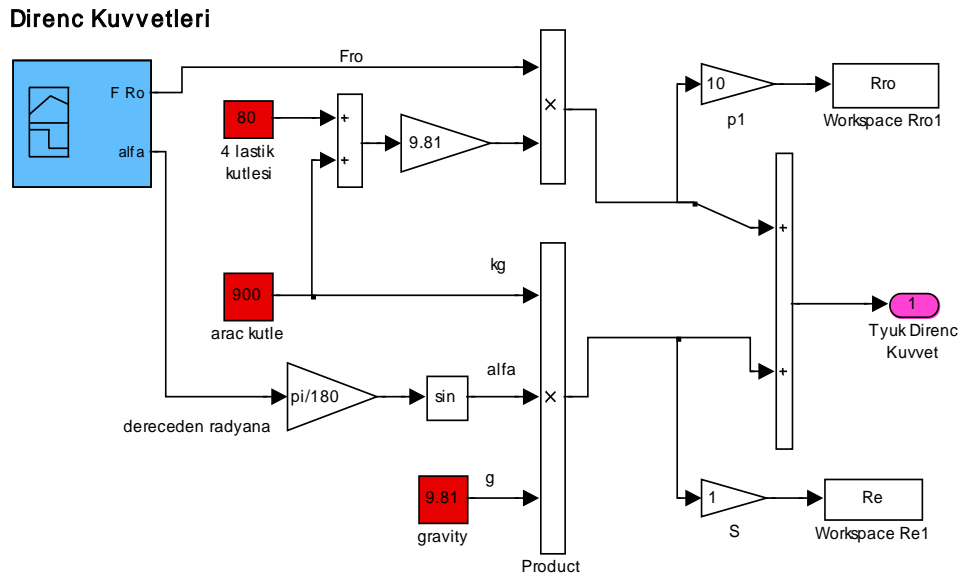 Direnc Kuvvetleri
F Ro
alfa
Fro
80
4 lastik
kutlesi
+
+
9.81
×
10
p1
Rro
Workspace Rro1
900
arac kutle
kg
pi/180
dereceden radyana
sin
alfa
9.81
gravity
g
×
Product
+
+
1
Tyuk Direnc
Kuvvet
1
S
Re
Workspace Re1